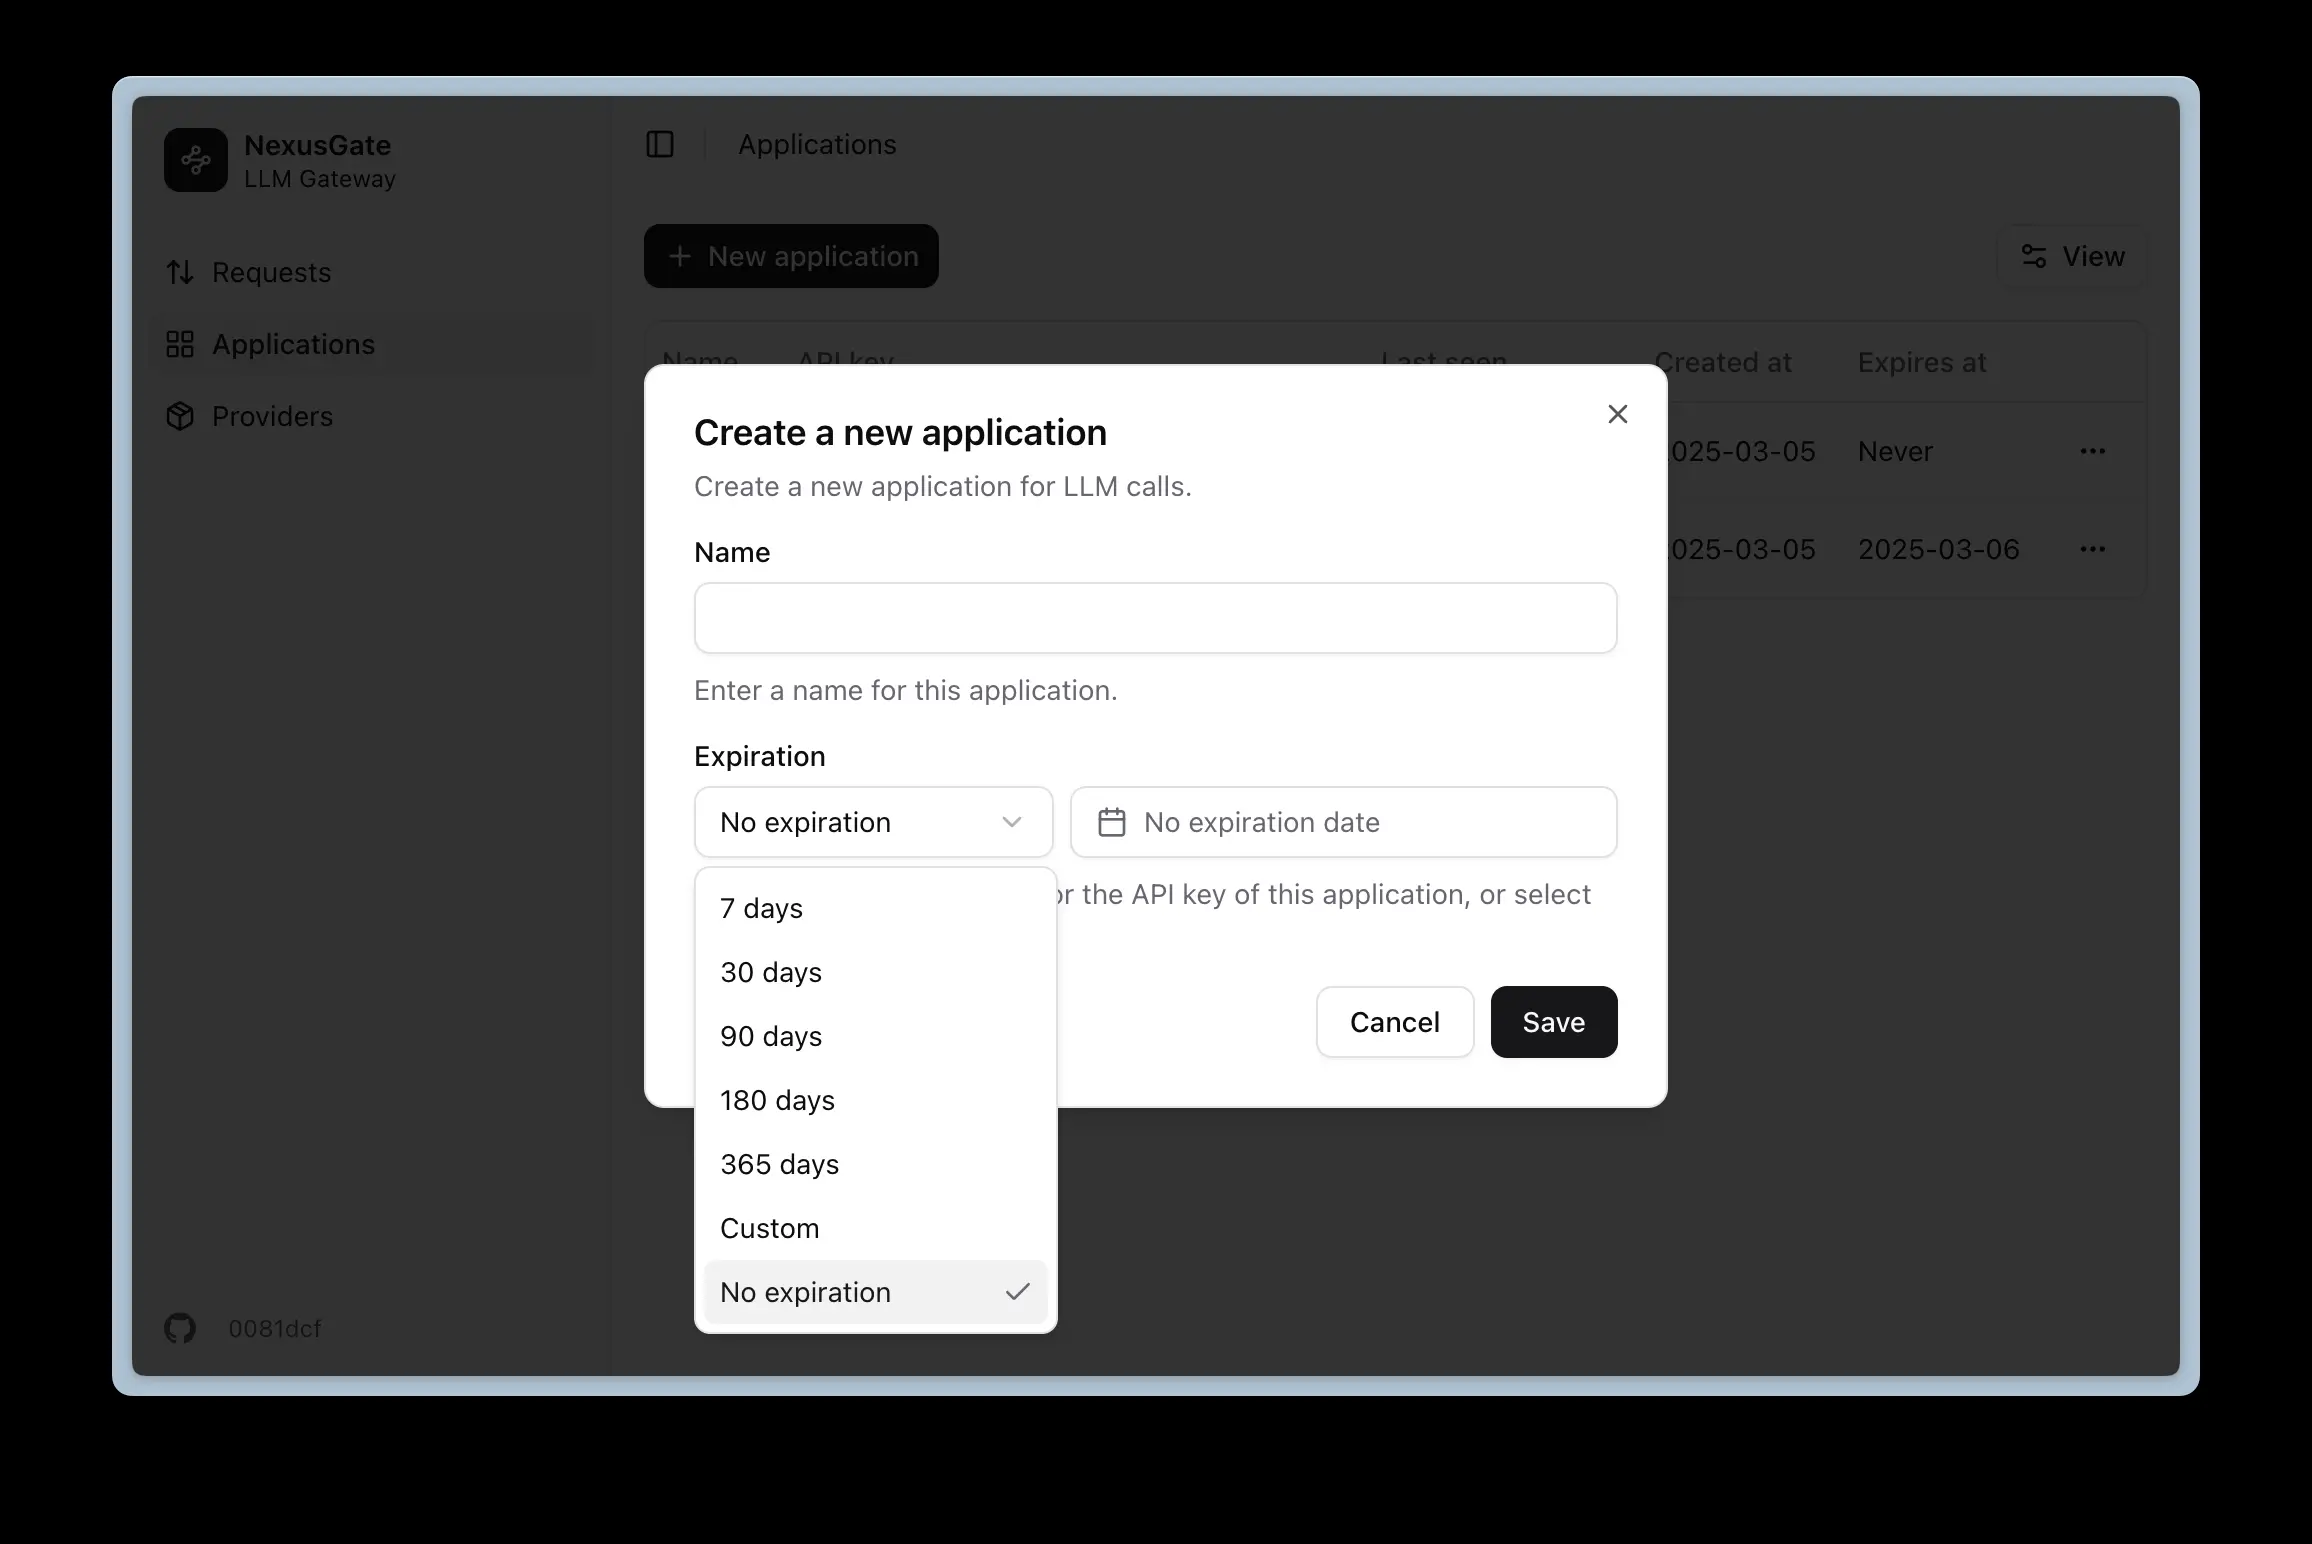 NexusGate
LLM Gateway
Requests
Applications
Providers
0081dcf
Applications
New application
View
Name API key Last seen Created at Expires at
025-03-05 Never
025-03-05 2025-03-06
Create a new application
Create a new application for LLM calls.
Name
Enter a name for this application.
Expiration
No expiration
No expiration date
or the API key of this application, or select
7 days
30 days
90 days
180 days
365 days
Custom
No expiration
Cancel
Save